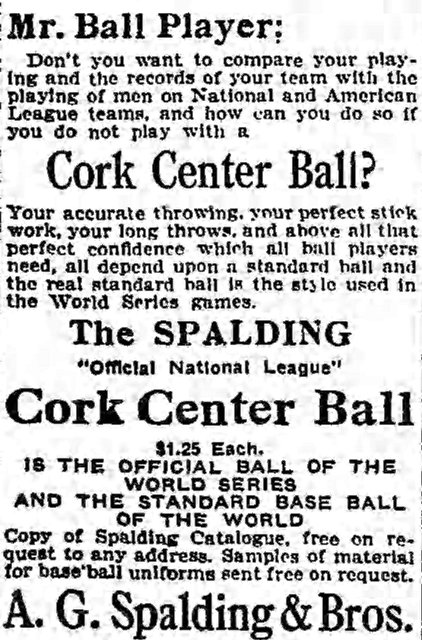 Mr. Ball Player:
Don't you want to compare your play-
ing and the records of your team with the
playing of men on National and American
League teams, and how can you do so if
you do not play with a
Cork Center Ball?
Your accurate throwing, your perfect stick
work, your long throws, and above all that
perfect confidence which all ball players
need, all depend upon a standard ball and
the real standard ball is the style used in
the World Series games.
The SPALDING
"Official National League"
Cork Center Ball
$1.25 Each.
IS THE OFFICIAL BALL OF THE
WORLD SERIES
AND THE STANDARD BASE BALL
OF THE WORLD
Copy of Spalding Catalogue, free on re-
quest to any address. Samples of material
for base ball uniforms sent free on request.
A. G. Spalding & Bros.